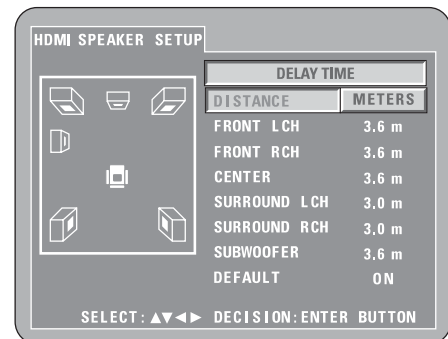 HDMI SPEAKER SETUP
DELAY TIME
DISTANCE METERS
FRONT LCH 3.6 m
FRONT RCH 3.6 m
CENTER 3.6 m
SURROUND LCH 3.0 m
SURROUND RCH 3.0 m
SUBWOOFER 3.6 m
DEFAULT ON
SELECT:▲▼◀▶ DECISION:ENTER BUTTON